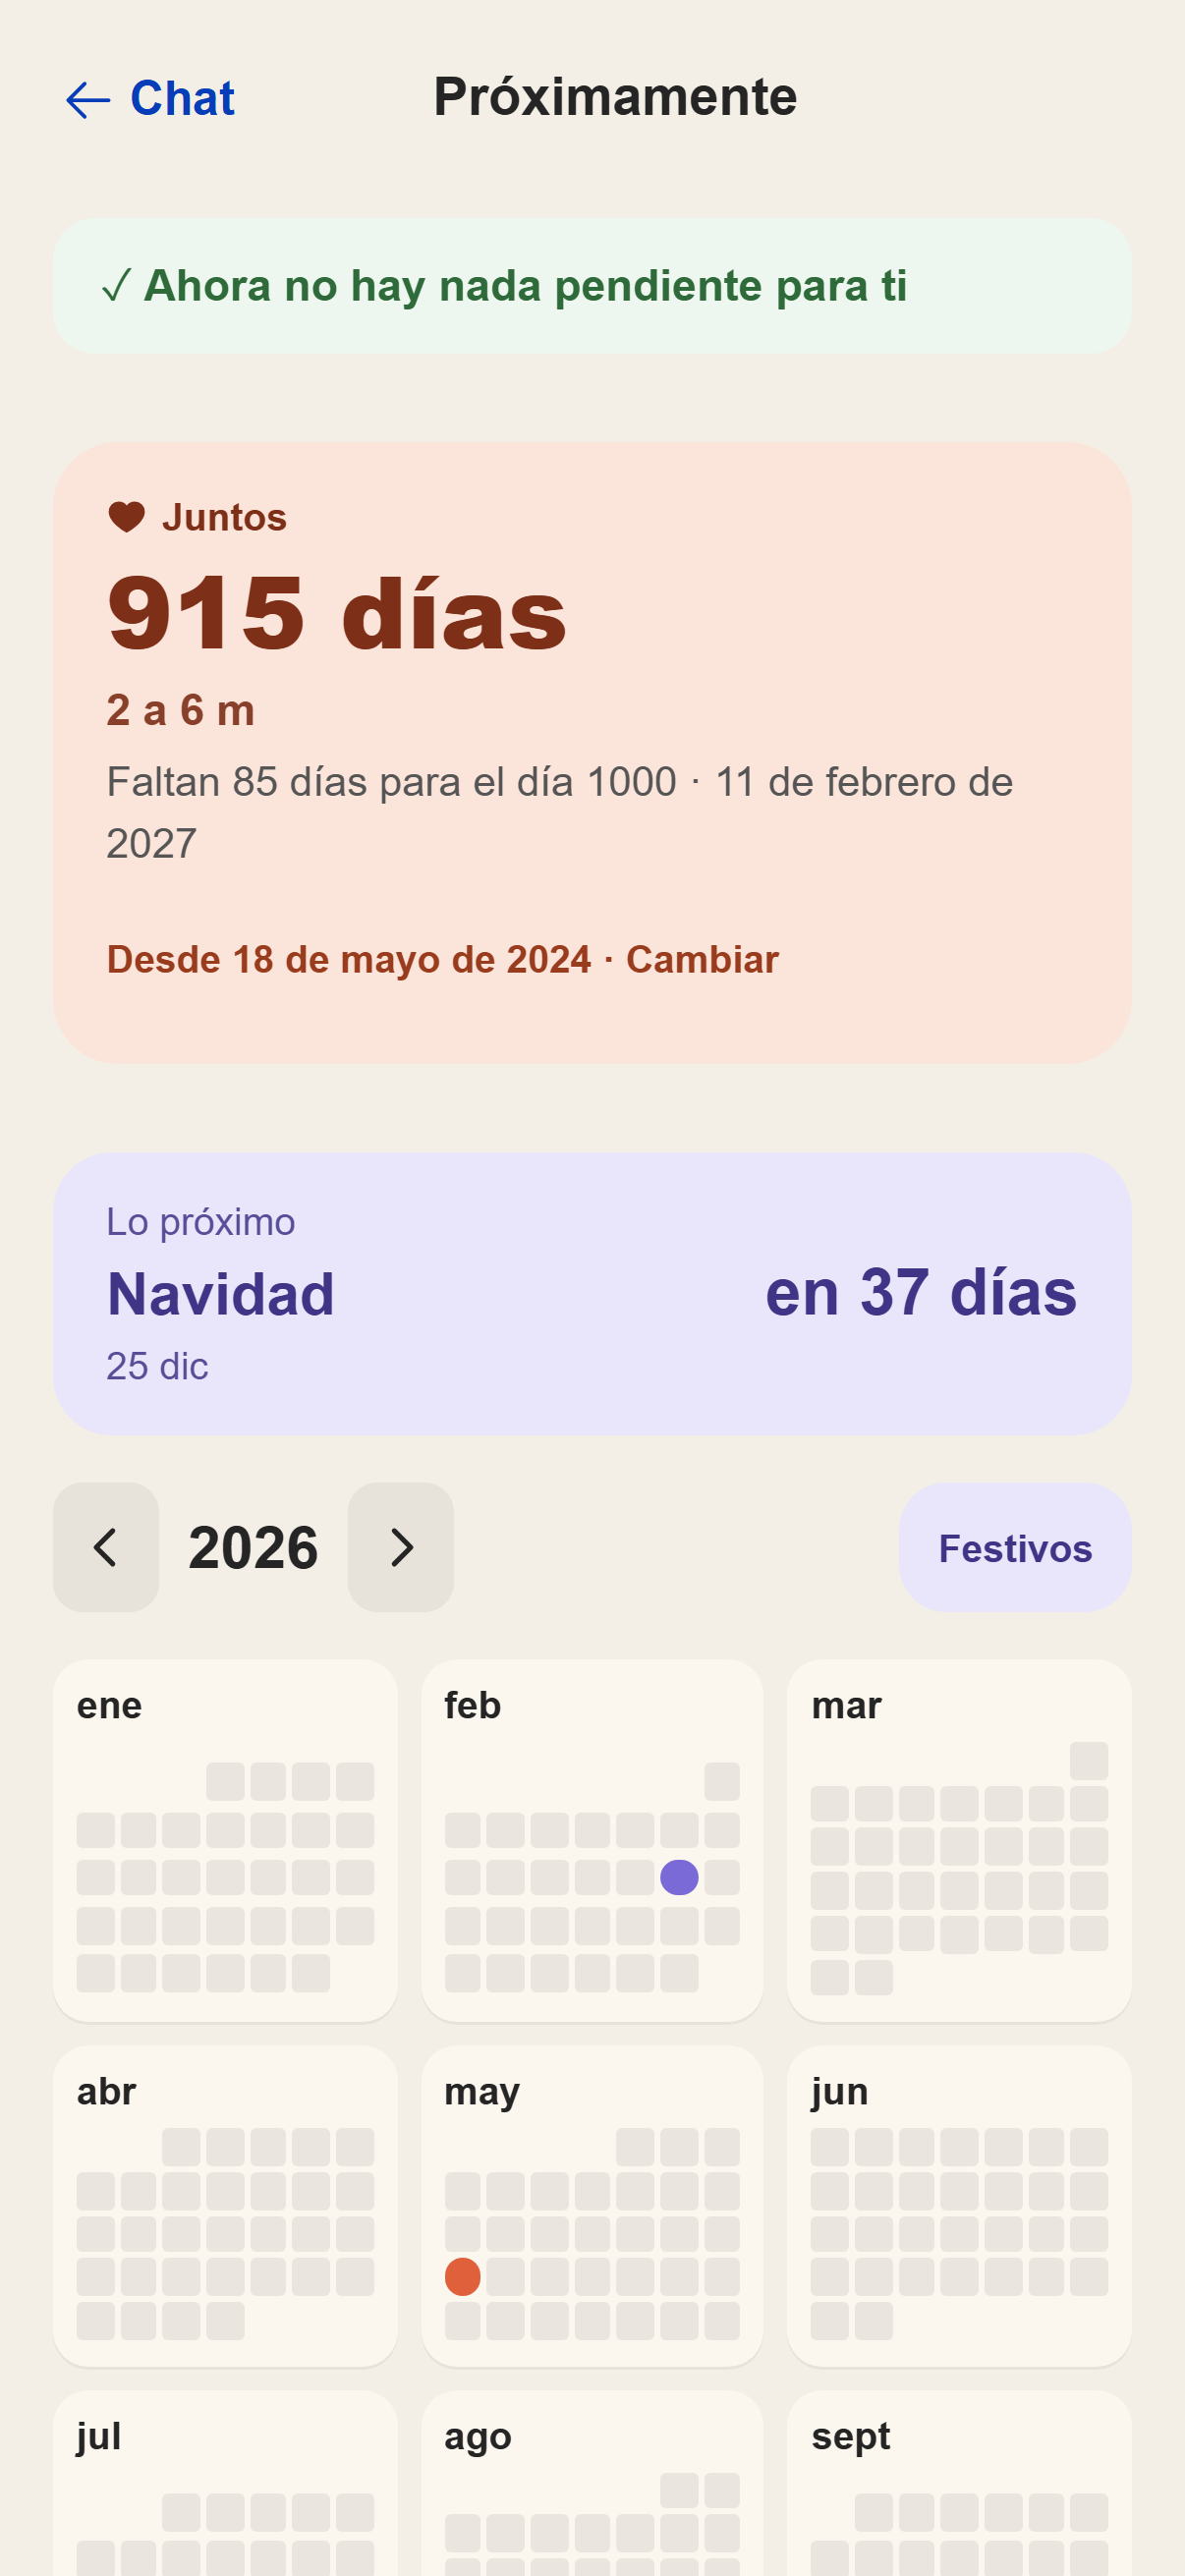 Chat
Próximamente
✓ Ahora no hay nada pendiente para ti
Juntos
915 días
2 a 6 m
Faltan 85 días para el día 1000 · 11 de febrero de
2027
Desde 18 de mayo de 2024 · Cambiar
Lo próximo
Navidad
en 37 días
25 dic
2026
Festivos
ene
feb
mar
abr
may
jun
jul
ago
sept